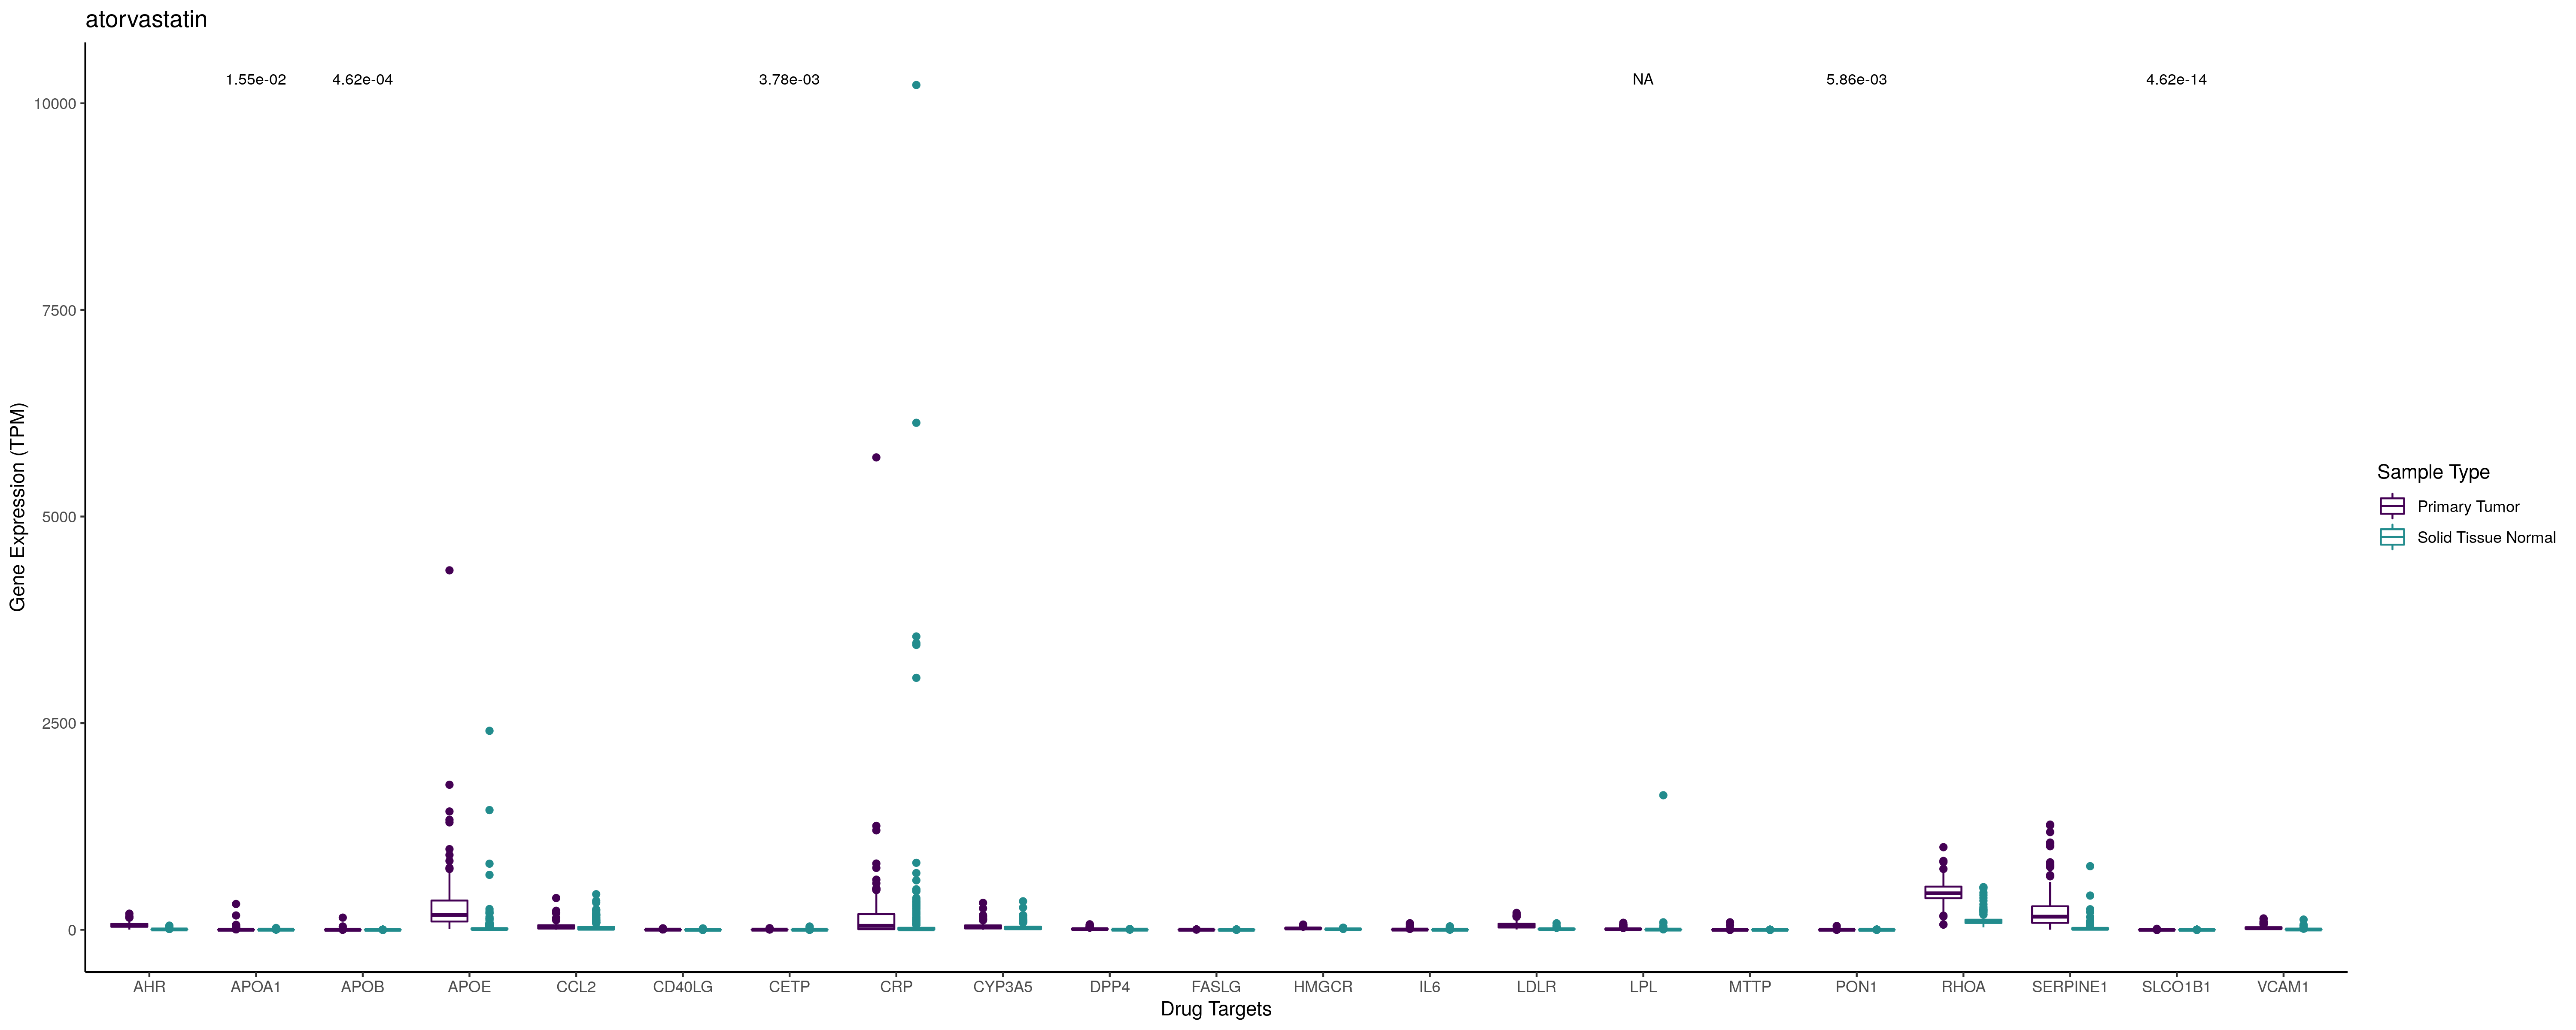 atorvastatin
1.55e-02 4.62e-04 3.78e-03 NA 5.86e-03 4.62e-14
10000
7500
5000
2500
0
Gene Expression (TPM)
AHR APOA1 APOB APOE CCL2 CD40LG CETP CRP CYP3A5 DPP4 FASLG HMGCR IL6 LDLR LPL MTTP PON1 RHOA SERPINE1 SLCO1B1 VCAM1
Drug Targets
Sample Type
Primary Tumor
Solid Tissue Normal